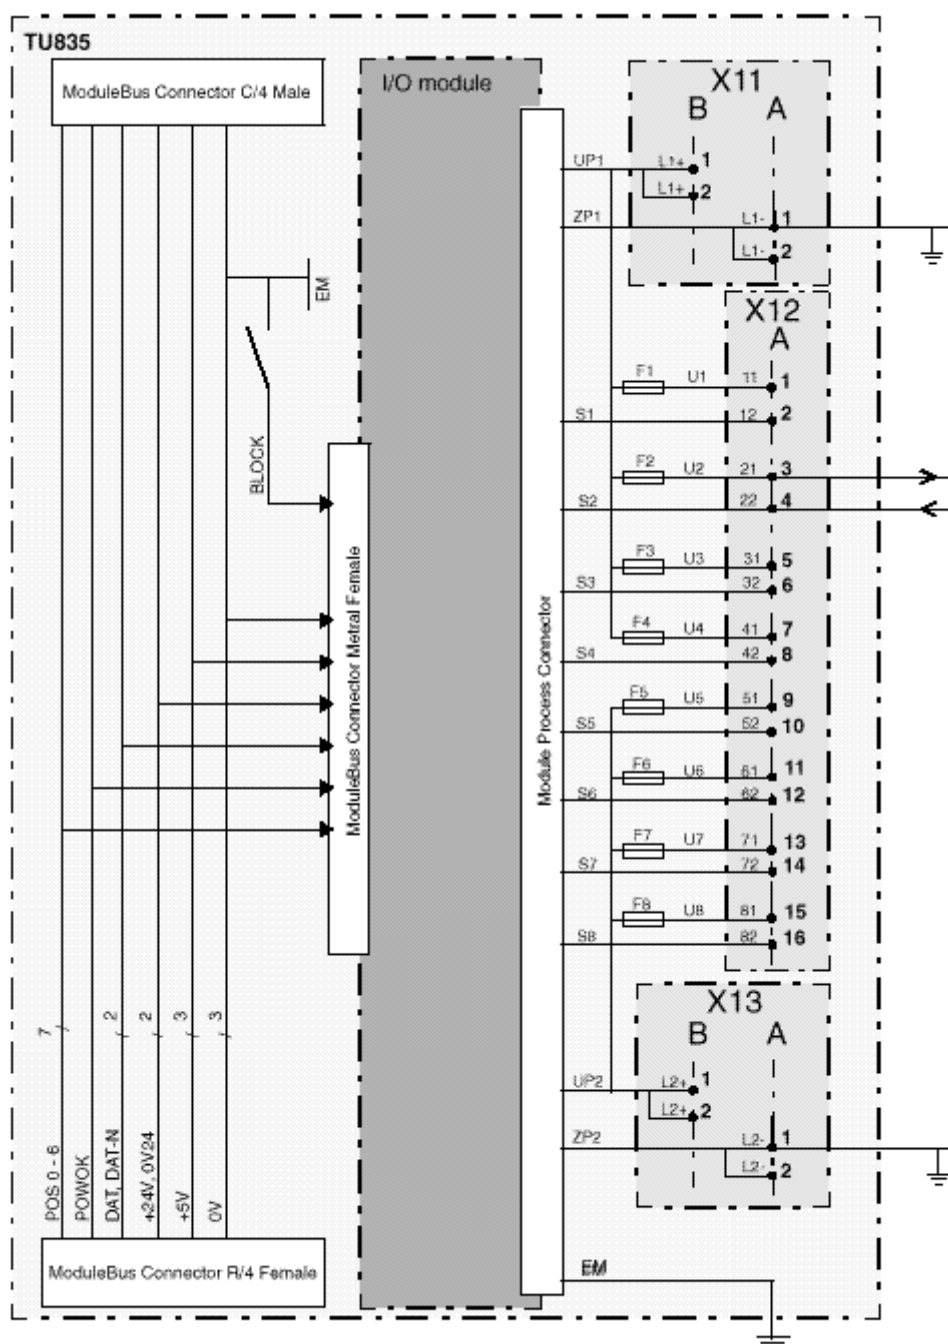 TU835
ModuleBus Connector C/4 Male
I/O module
X11
B A
UP1 L1+ 1
L1+ 2
ZP1 L1- 1
L1- 2
EM
X12
A
F1 U1 11 1
S1 12 2
BLOCK
F2 U2 21 3
S2 22 4
ModuleBus Connector Metral Female
Module Process Connector
F3 U3 31 5
S3 32 6
F4 U4 41 7
S4 42 8
F5 U5 51 9
S5 52 10
F6 U6 61 11
S6 62 12
F7 U7 71 13
S7 72 14
F8 U8 81 15
S8 82 16
X13
B A
7 2 2 3 3
UP2 L2+ 1
L2+ 2
ZP2 L2- 1
L2- 2
POS 0 - 6
POWOK
DAT, DAT-N
+24V, 0V24
+5V
0V
ModuleBus Connector R/4 Female
EM